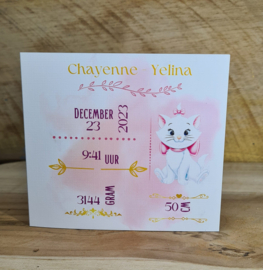 Chayenne Yelina
DECEMBER
23
2023
9:41 UUR
3144 GRAM
50 CM